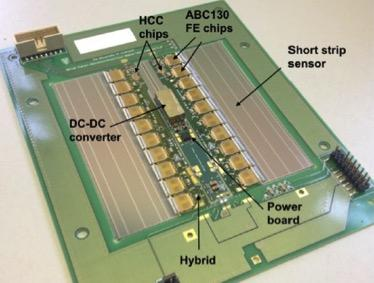 HCC
chips
ABC130
FE chips
Short strip
sensor
DC-DC
converter
Power
board
Hybrid